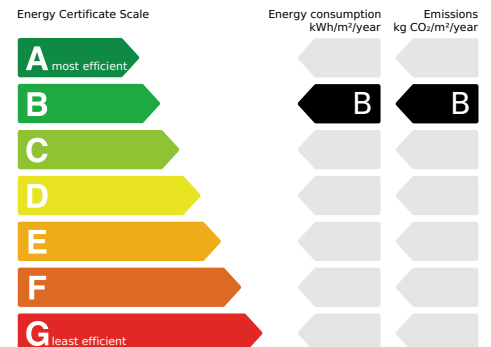 Energy Certificate Scale
Energy consumption
kWh/m²/year
Emissions
kg CO₂/m²/year
A most efficient
B B B
C
D
E
F
G least efficient